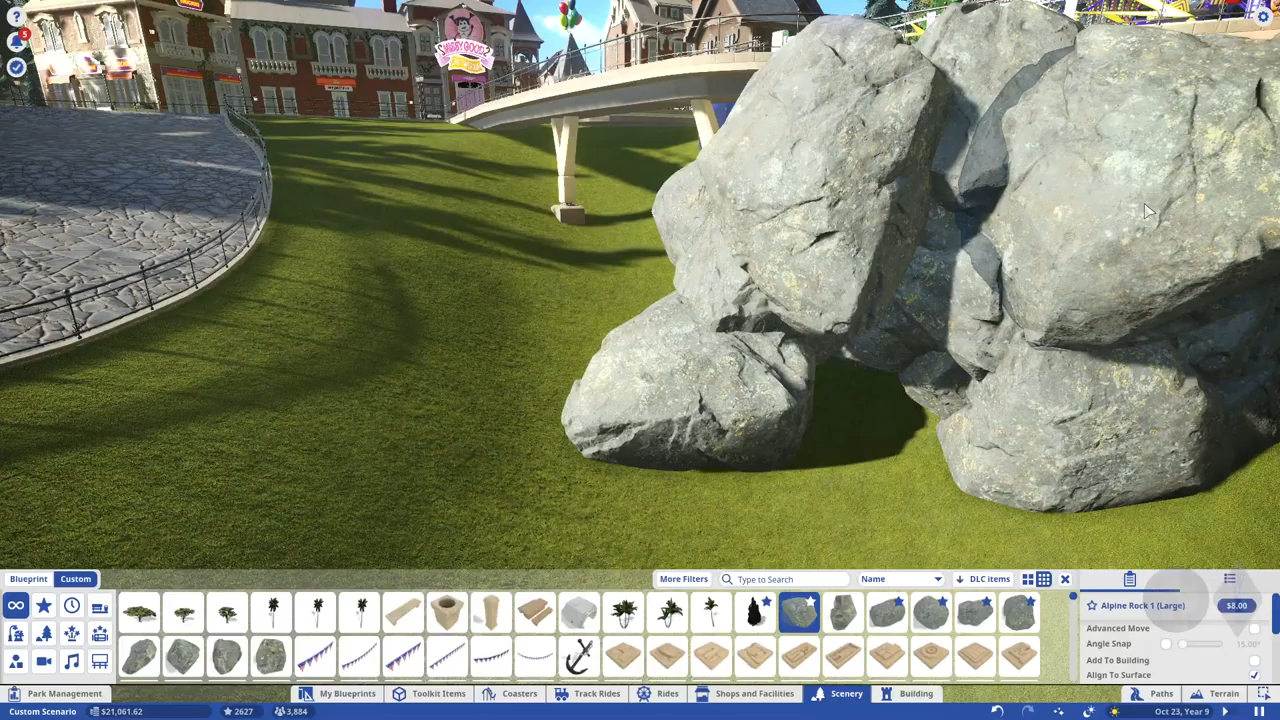 5
Blueprint
Custom
More Filters
Type to Search
Name
DLC items
Alpine Rock 1 (Large)
$8.00
Advanced Move
Angle Snap
15.00°
Add To Building
Align To Surface
Park Management
My Blueprints
Toolkit Items
Coasters
Track Rides
Rides
Shops and Facilities
Scenery
Building
Paths
Terrain
Custom Scenario
$21,061.62
2627
3,884
Oct 23, Year 9